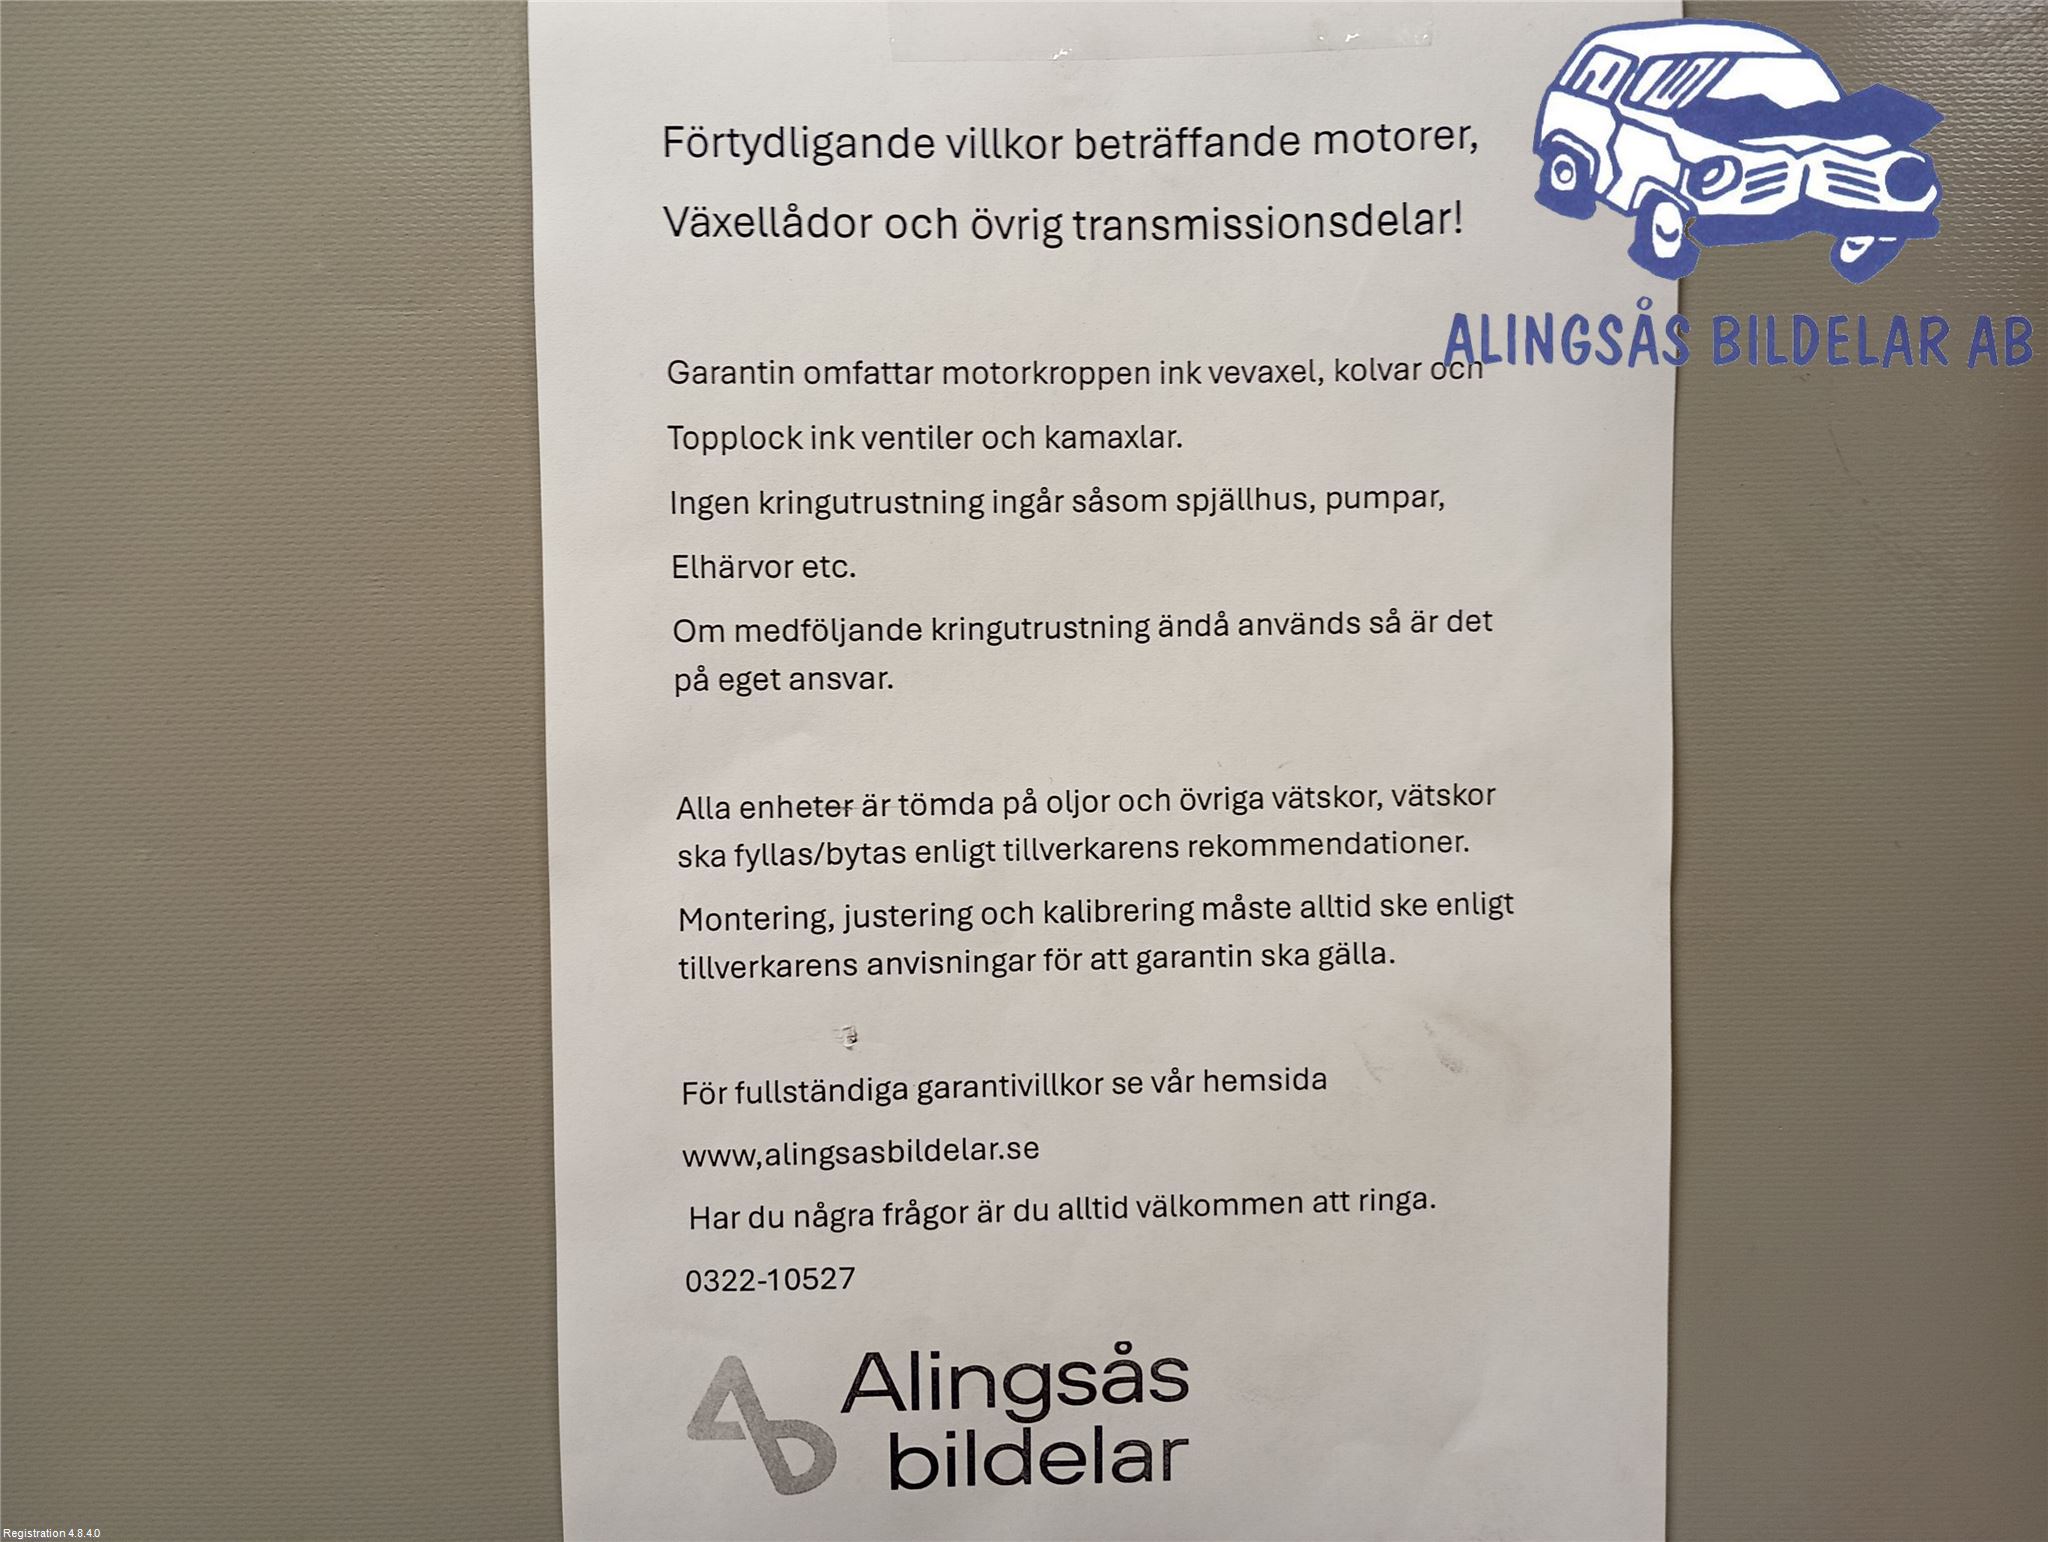 Förtydligande villkor beträffande motorer,
Växellådor och övrig transmissionsdelar!
ALINGSÅS BILDELAR AB
Garantin omfattar motorkroppen ink vevaxel, kolvar och
Topplock ink ventiler och kamaxlar.
Ingen kringutrustning ingår såsom spjällhus, pumpar,
Elhärvor etc.
Om medföljande kringutrustning ändå används så är det
på eget ansvar.
Alla enheter är tömda på oljor och övriga vätskor, vätskor
ska fyllas/bytas enligt tillverkarens rekommendationer.
Montering, justering och kalibrering måste alltid ske enligt
tillverkarens anvisningar för att garantin ska gälla.
För fullständiga garantivillkor se vår hemsida
www,alingsasbildelar.se
Har du några frågor är du alltid välkommen att ringa.
0322-10527
Alingsås
bildelar
Registration 4.8.4.0